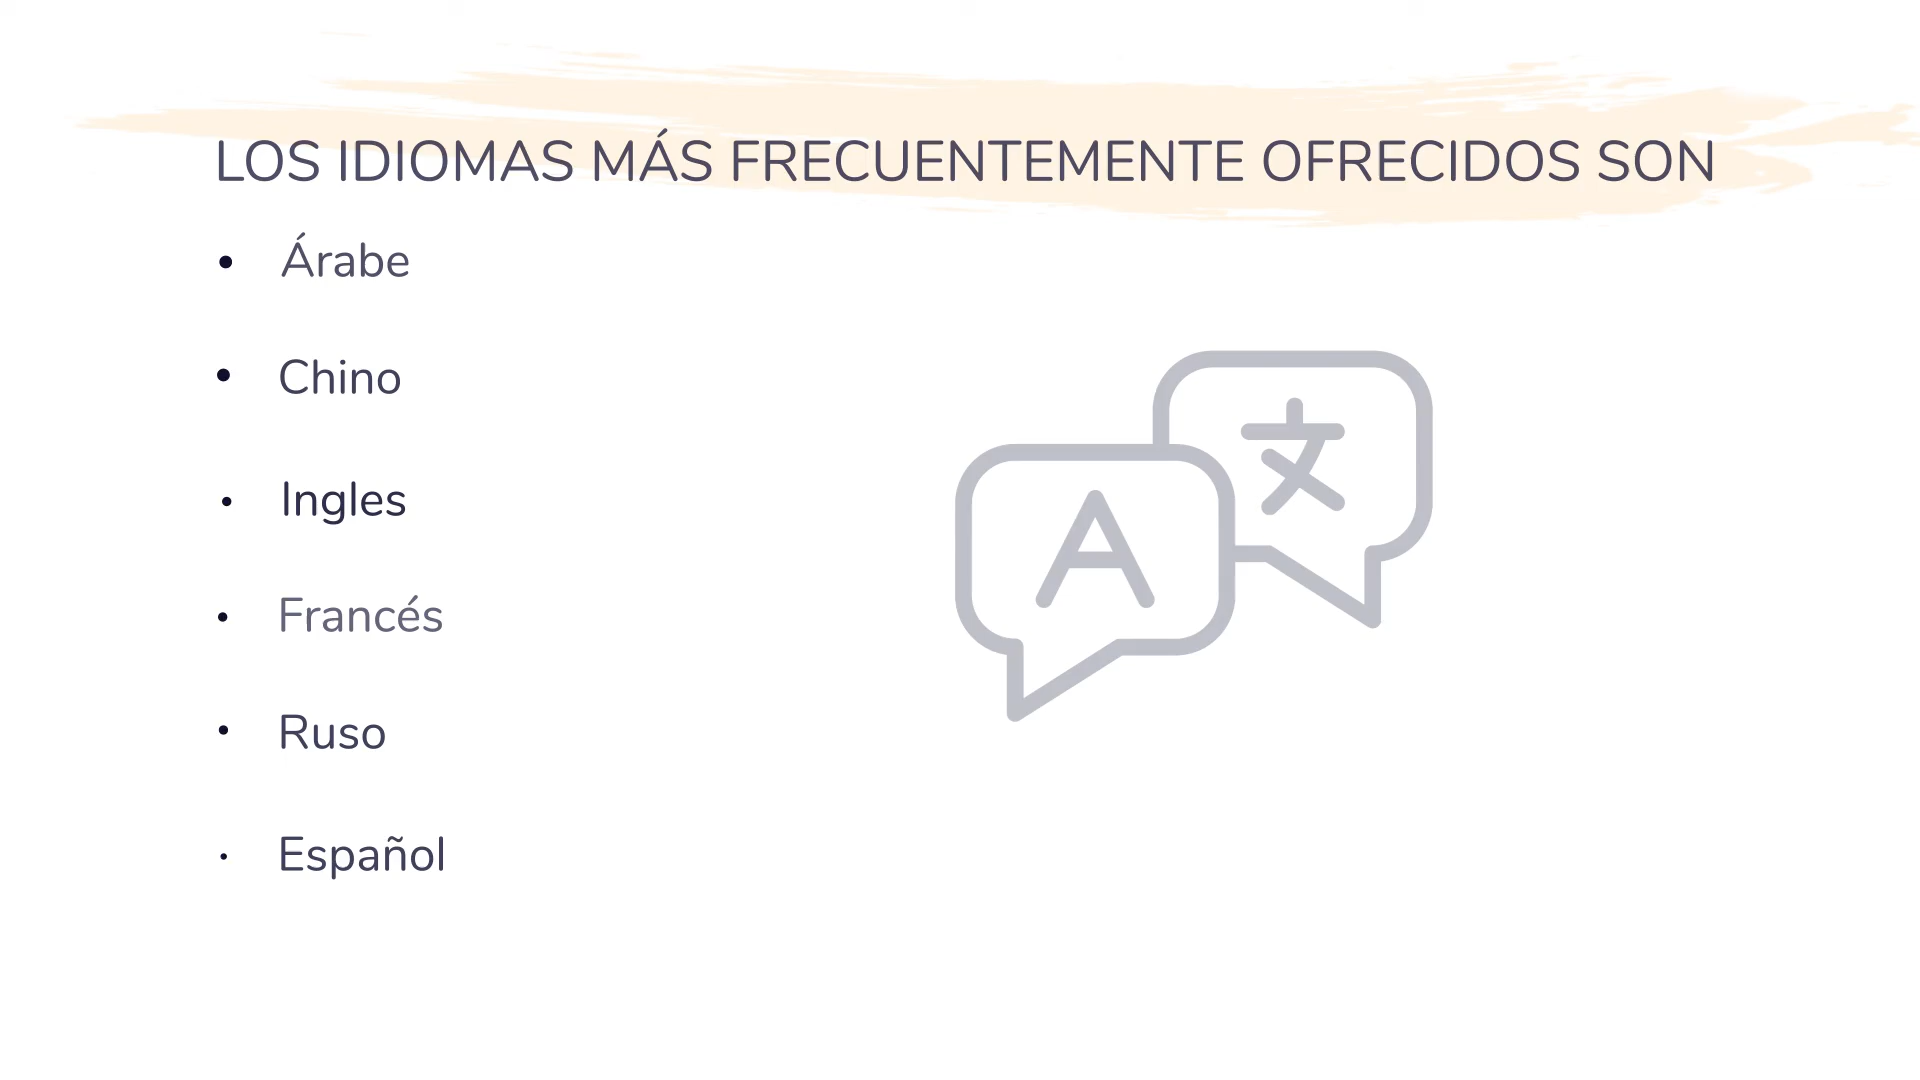 LOS IDIOMAS MÁS FRECUENTEMENTE OFRECIDOS SON
• Árabe
• Chino
• Ingles
• Francés
• Ruso
• Español
文
A